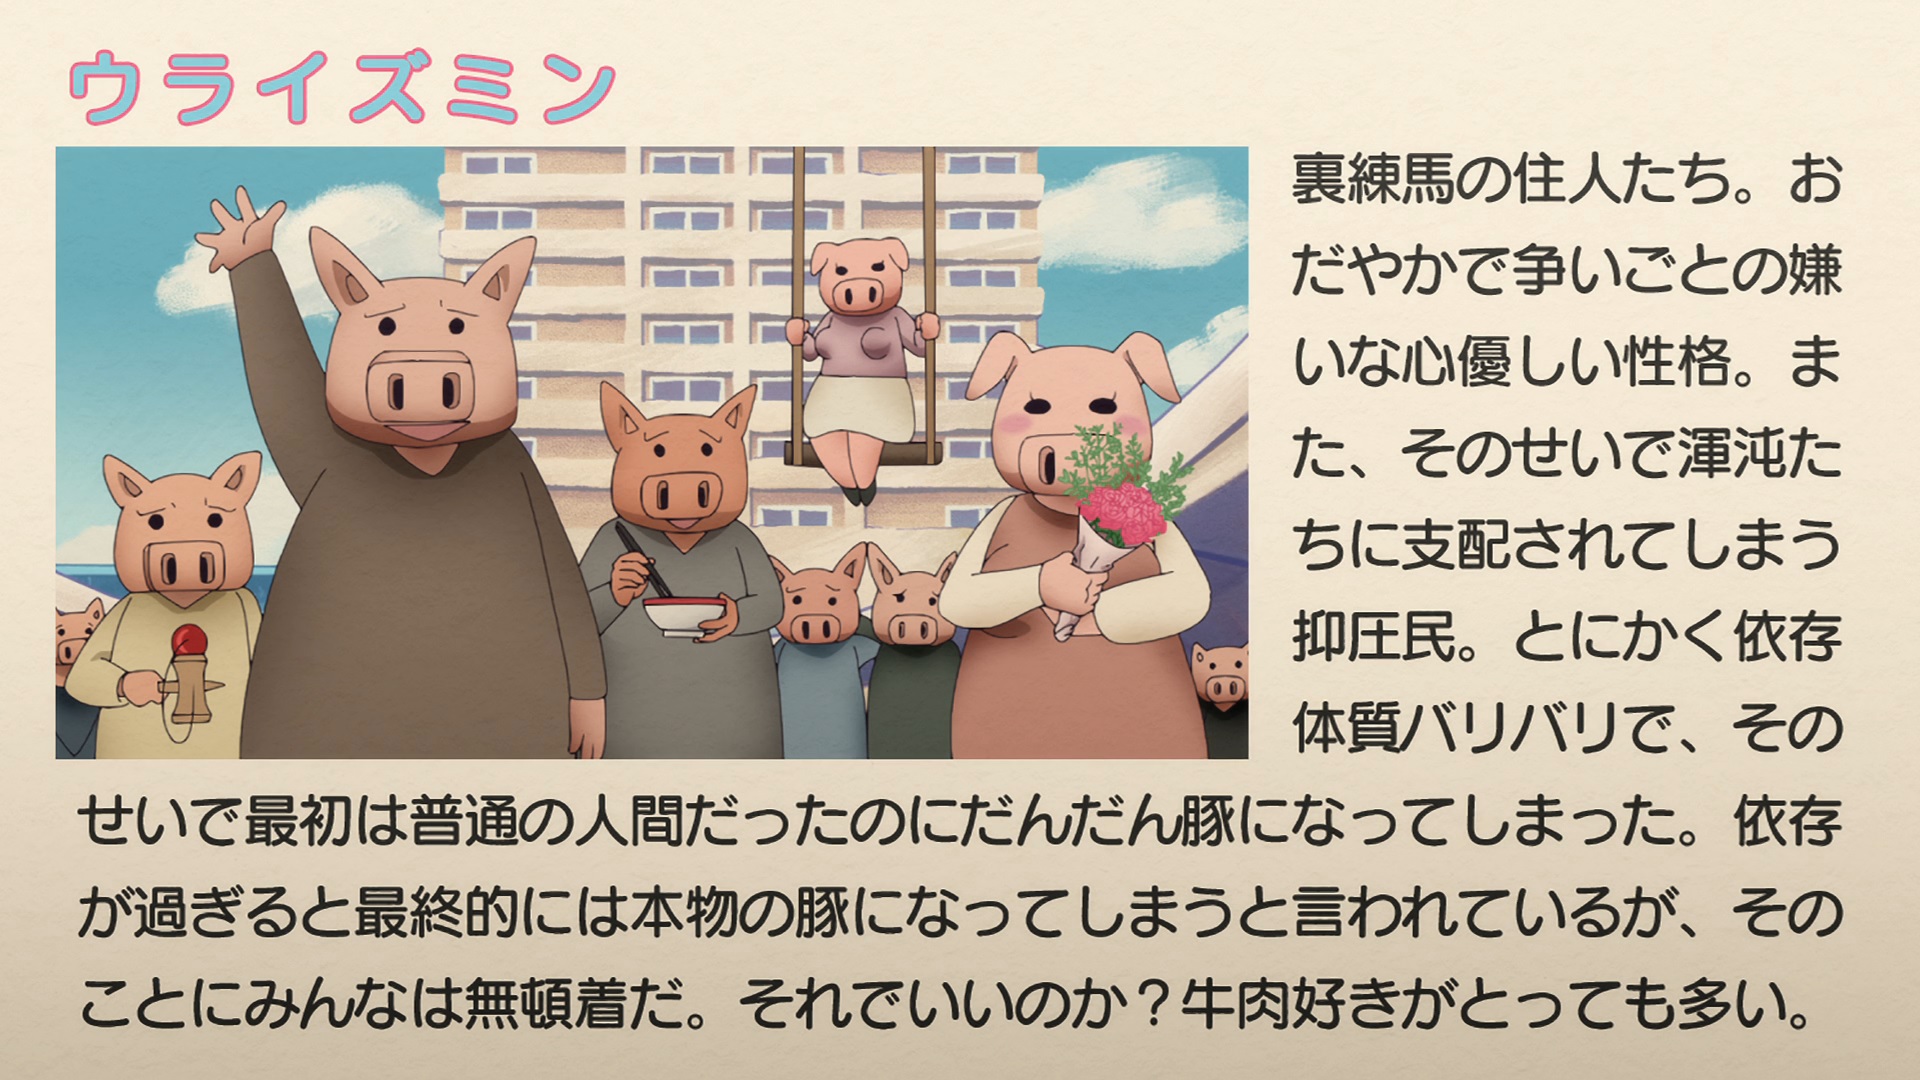 ウライズミン
裏練馬の住人たち。お
だやかで争いごとの嫌
いな心優しい性格。ま
た、そのせいで渾沌た
ちに支配されてしまう
抑圧民。とにかく依存
体質バリバリで、その
せいで最初は普通の人間だったのにだんだん豚になってしまった。依存
が過ぎると最終的には本物の豚になってしまうと言われているが、その
ことにみんなは無頓着だ。それでいいのか？牛肉好きがとっても多い。